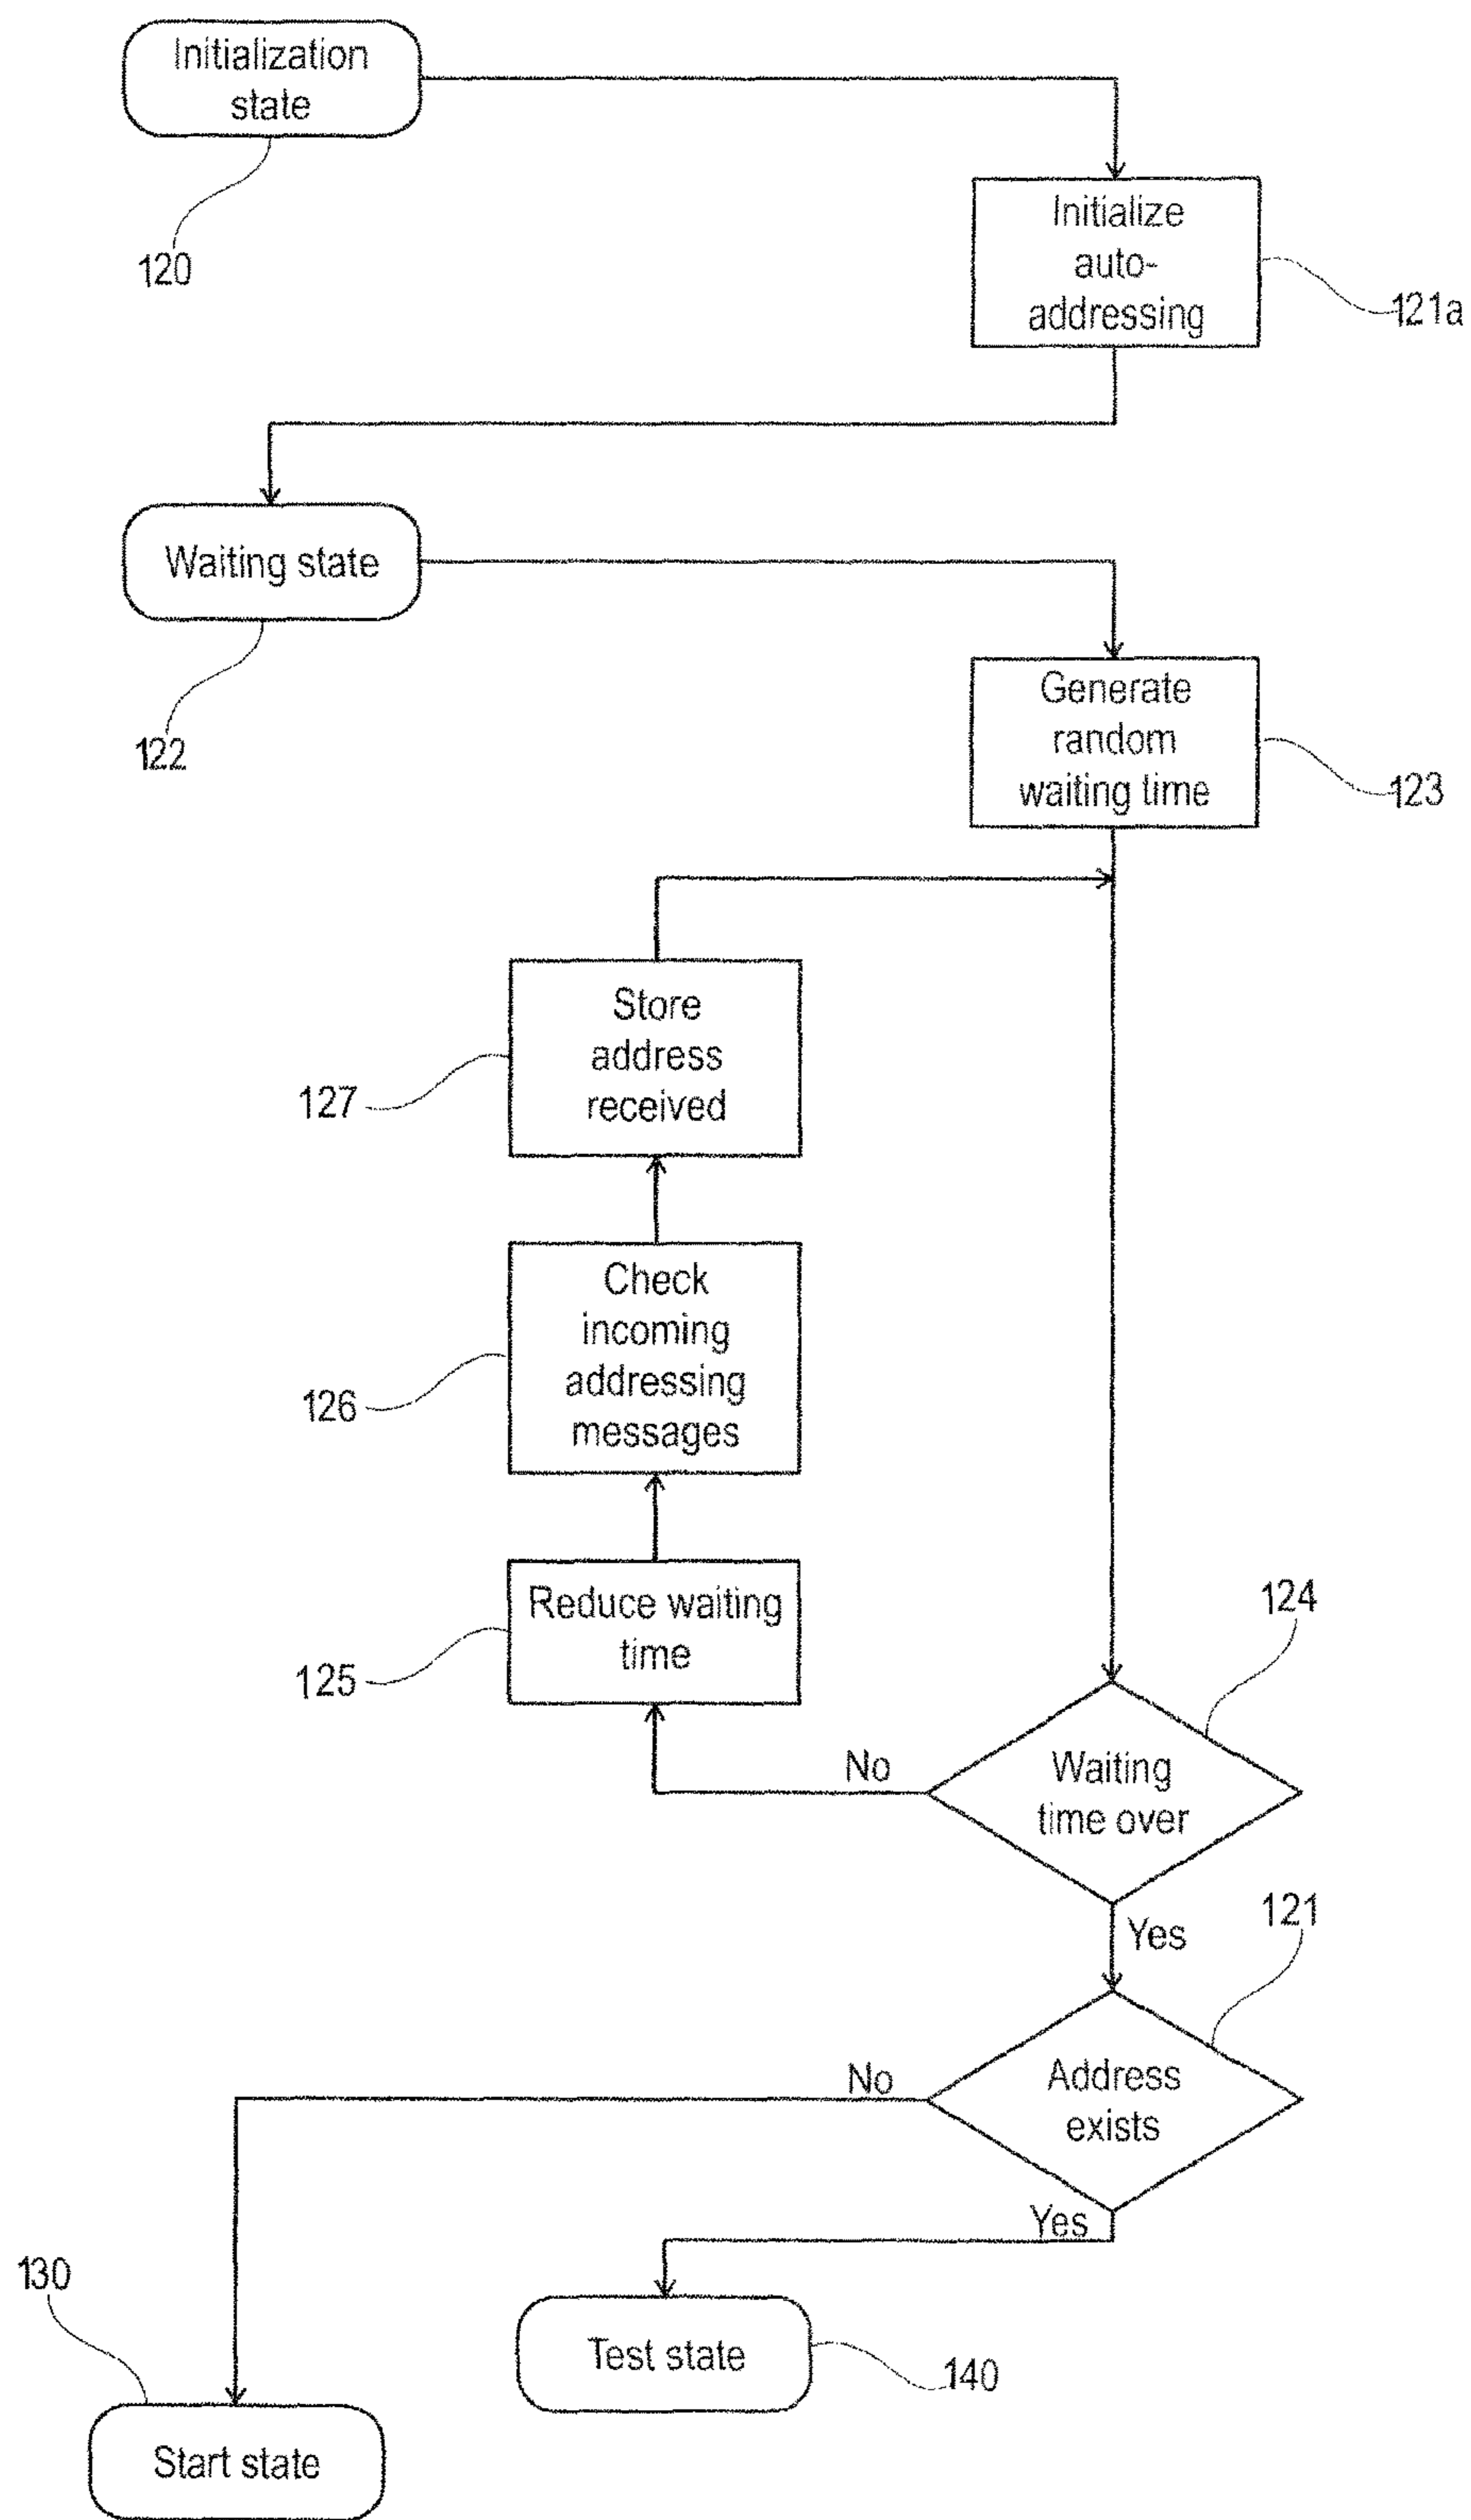 Initialization
state
120
Initialize
auto-
addressing
121a
Waiting state
122
Generate
random
waiting time
123
Store
address
received
127
Check
incoming
addressing
messages
126
Reduce waiting
time
125
124
Waiting
time over
No
Yes
121
Address
exists
No
Yes
130
Test state
140
Start state